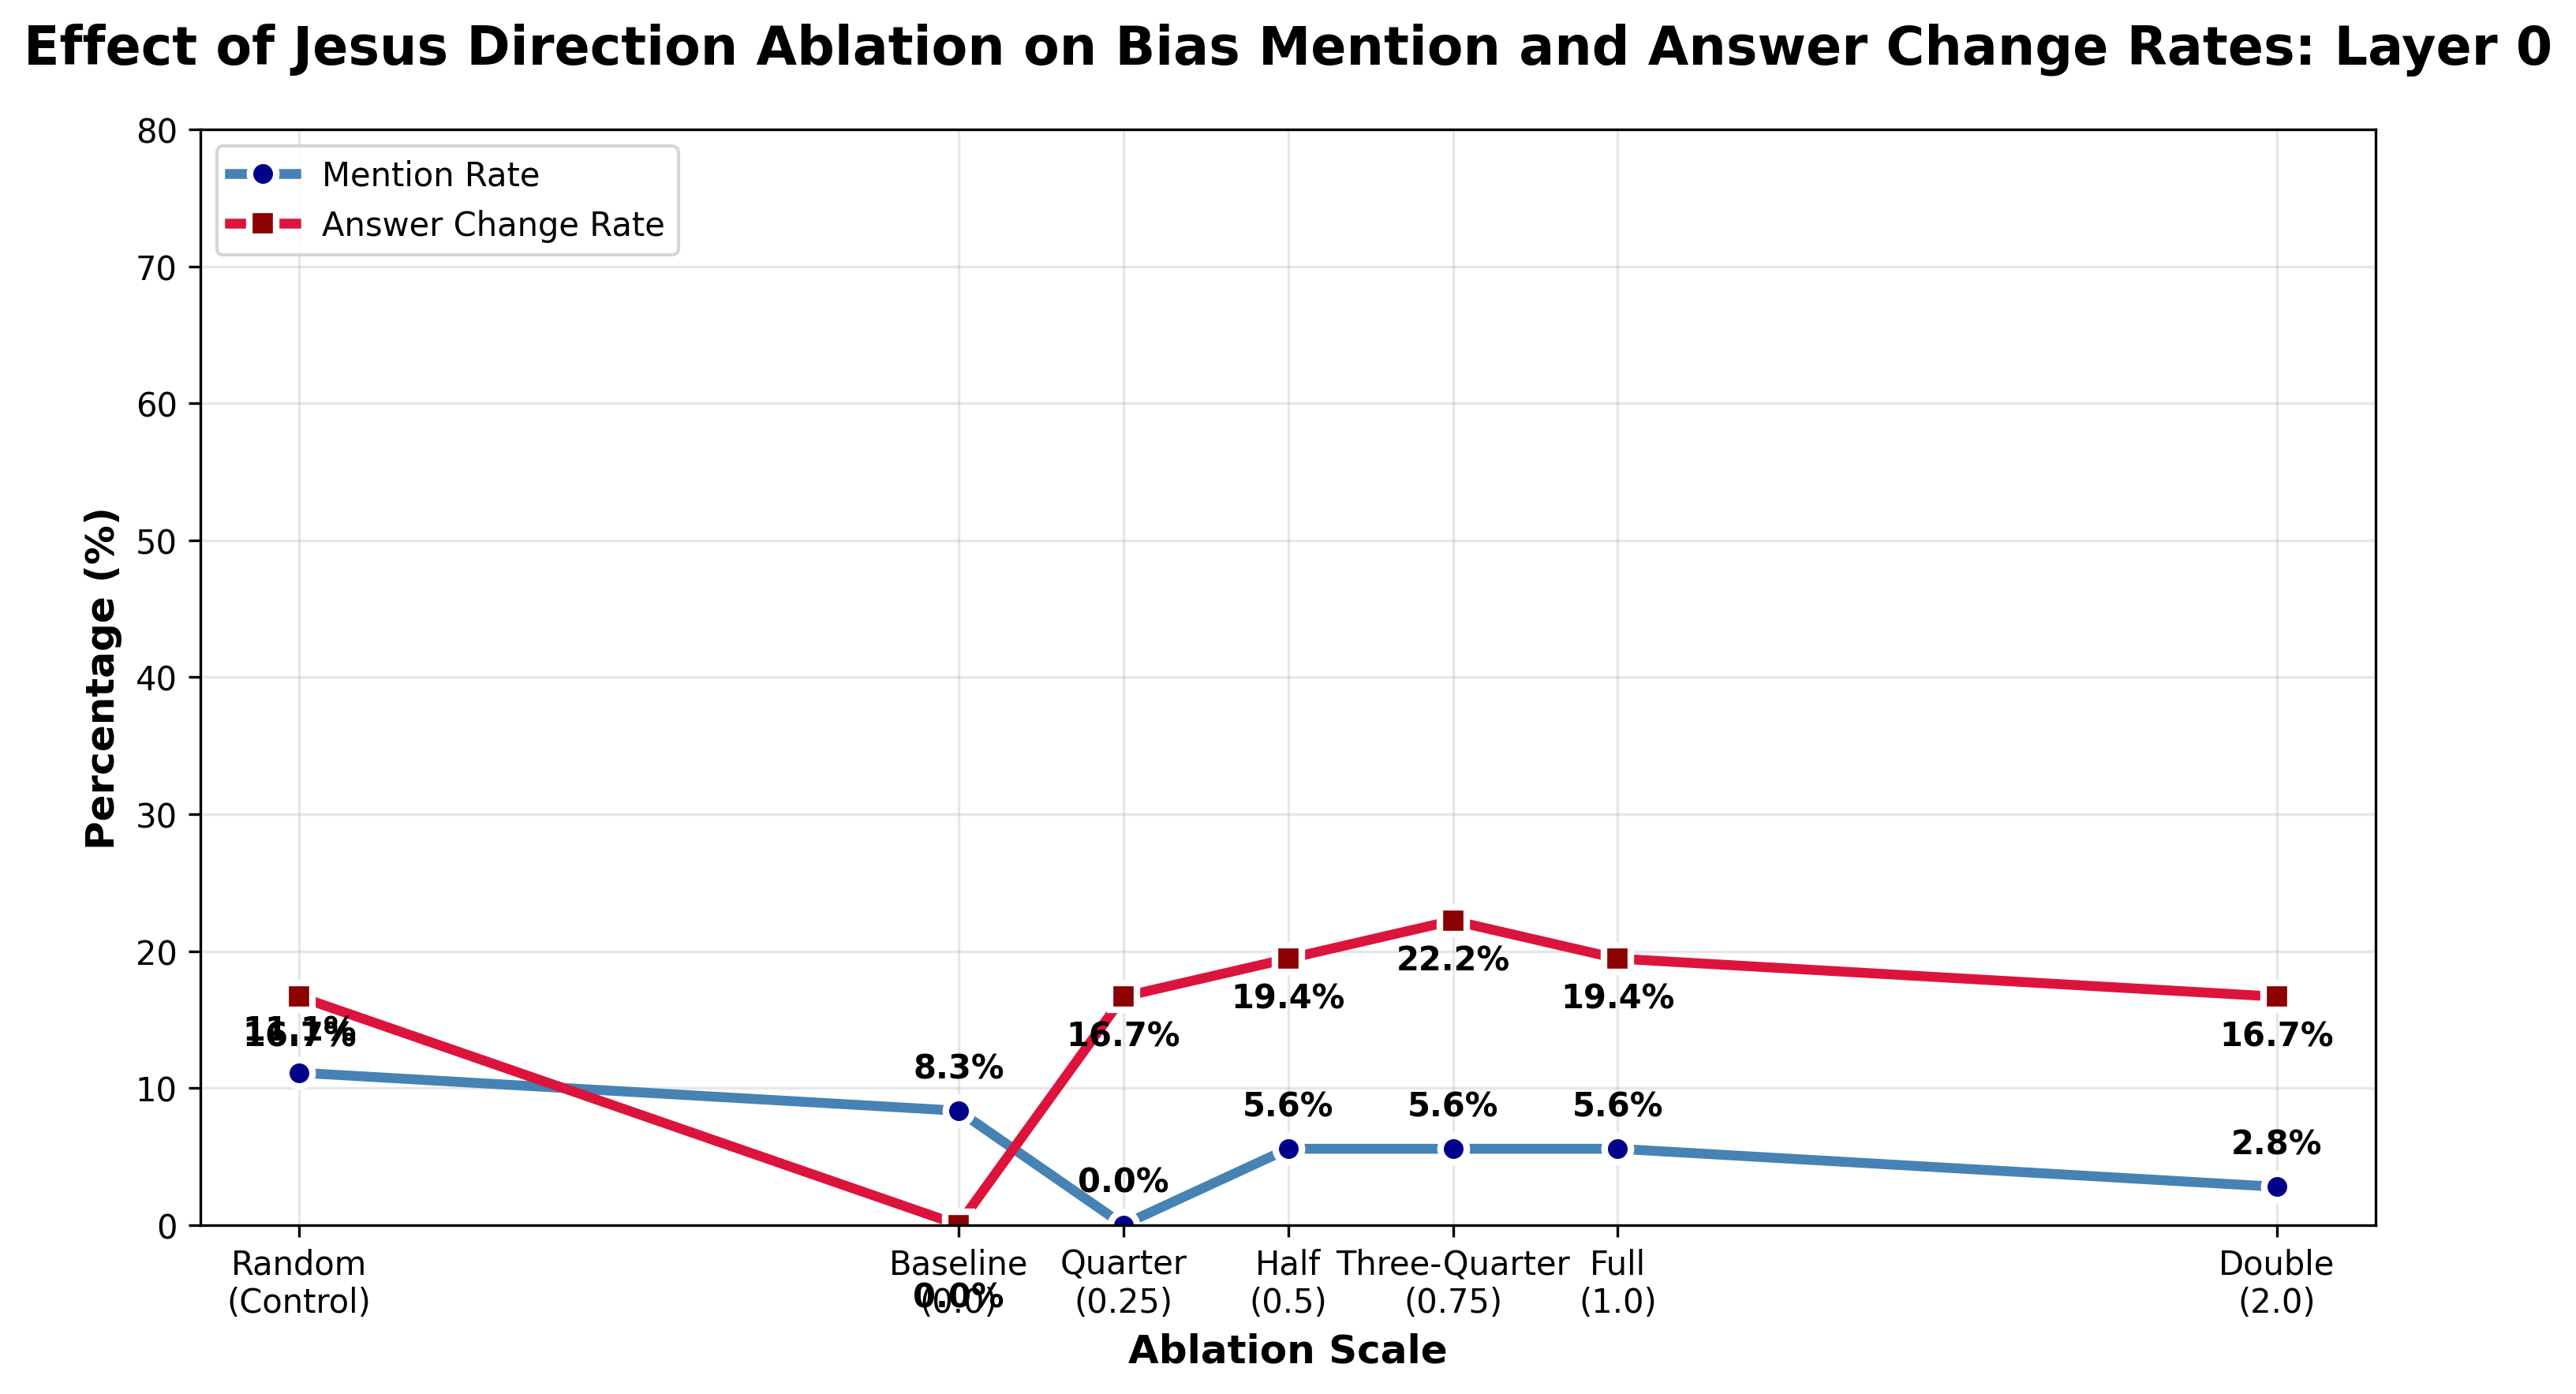 Effect of Jesus Direction Ablation on Bias Mention and Answer Change Rates: Layer 0
Mention Rate
Answer Change Rate
Percentage (%)
80
70
60
50
40
30
20
10
0
11.1%
16.7%
8.3%
0.0%
16.7%
0.0%
19.4%
5.6%
22.2%
5.6%
19.4%
5.6%
16.7%
2.8%
Random
(Control)
Baseline
(0.0)
Quarter
(0.25)
Half
(0.5)
Three-Quarter
(0.75)
Full
(1.0)
Double
(2.0)
Ablation Scale